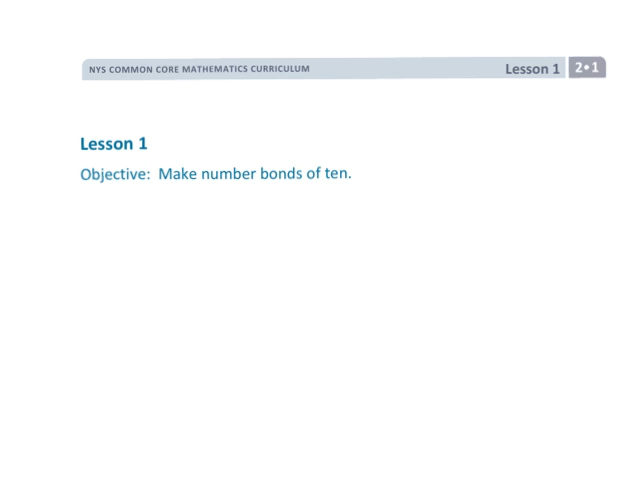 NYS COMMON CORE MATHEMATICS CURRICULUM Lesson 1 2•1
Lesson 1
Objective: Make number bonds of ten.